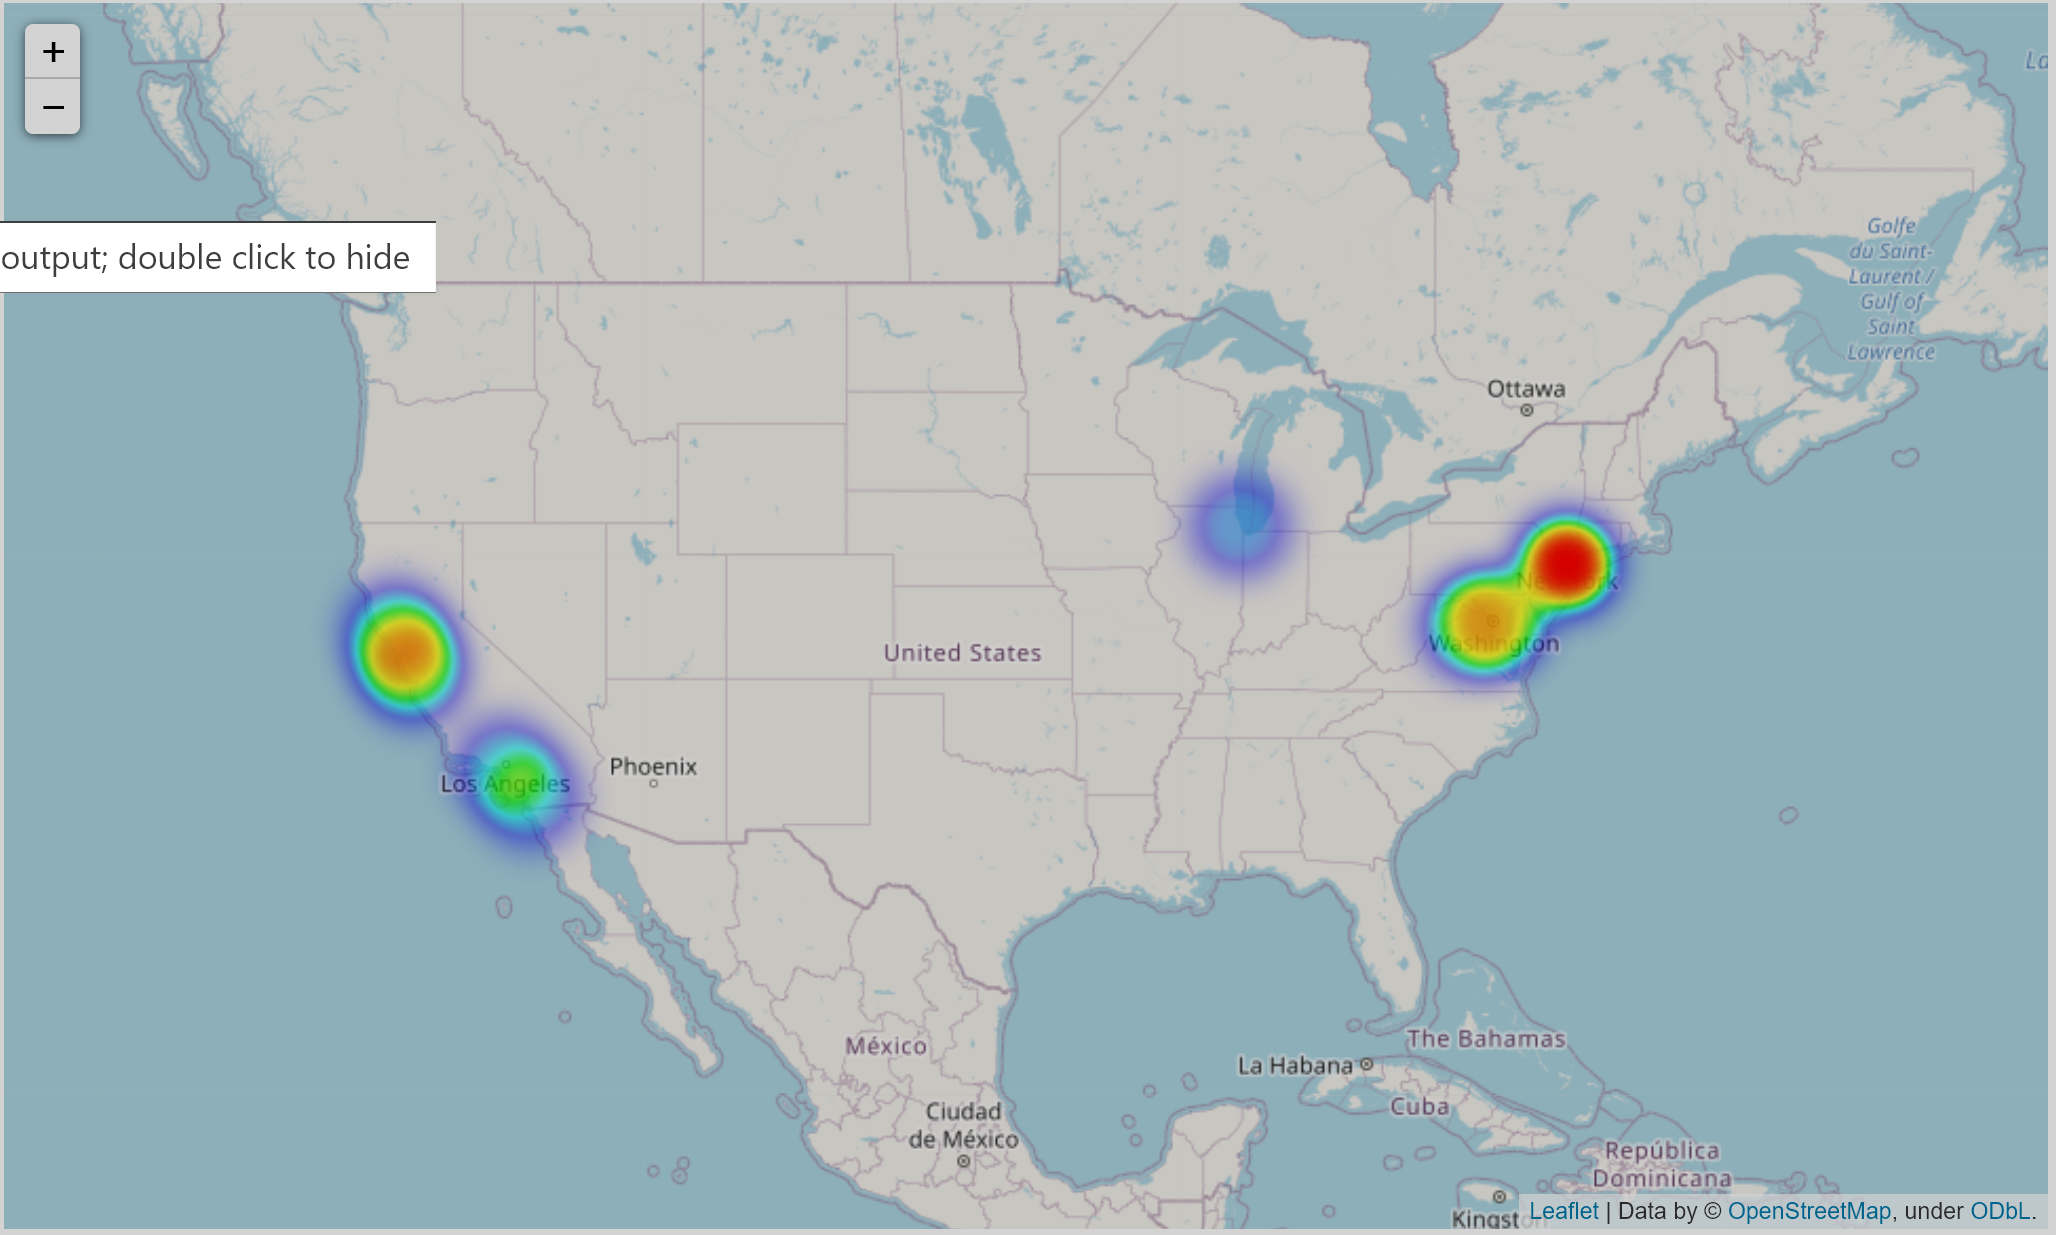 +
−
La
output; double click to hide
Golfe
du Saint-
Laurent /
Gulf of
Saint
Lawrence
Ottawa
New York
Washington
United States
Los Angeles
Phoenix
México
The Bahamas
La Habana
Cuba
Ciudad
de México
República
Dominicana
Kingst
Leaflet | Data by © OpenStreetMap, under ODbL.